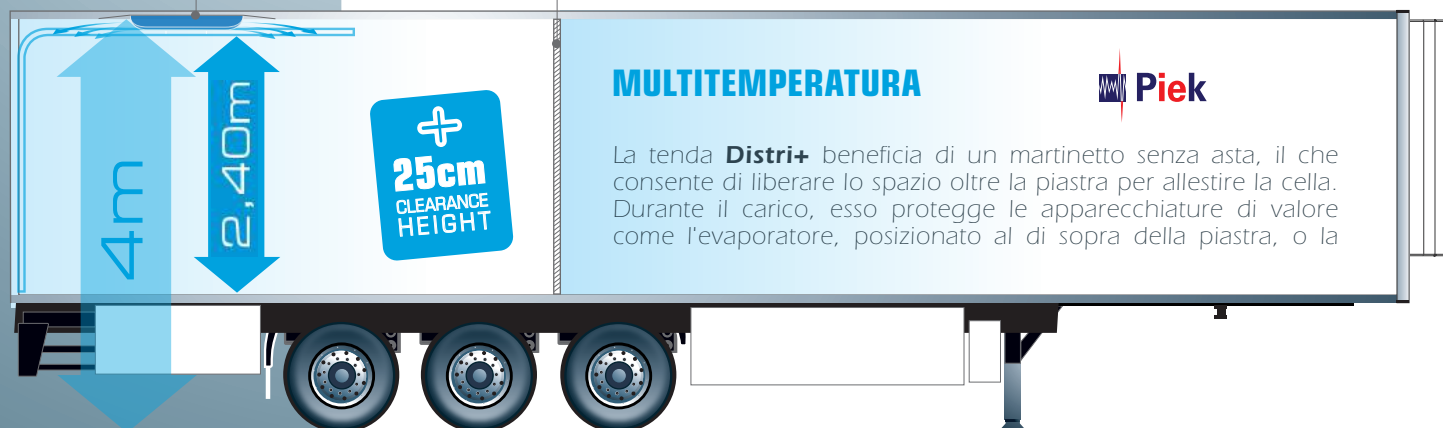 4m
2,40m
25cm
CLEARANCE
HEIGHT
MULTITEMPERATURA
Piek
La tenda Distri+ beneficia di un martinetto senza asta, il che
consente di liberare lo spazio oltre la piastra per allestire la cella.
Durante il carico, esso protegge le apparecchiature di valore
come l'evaporatore, posizionato al di sopra della piastra, o la